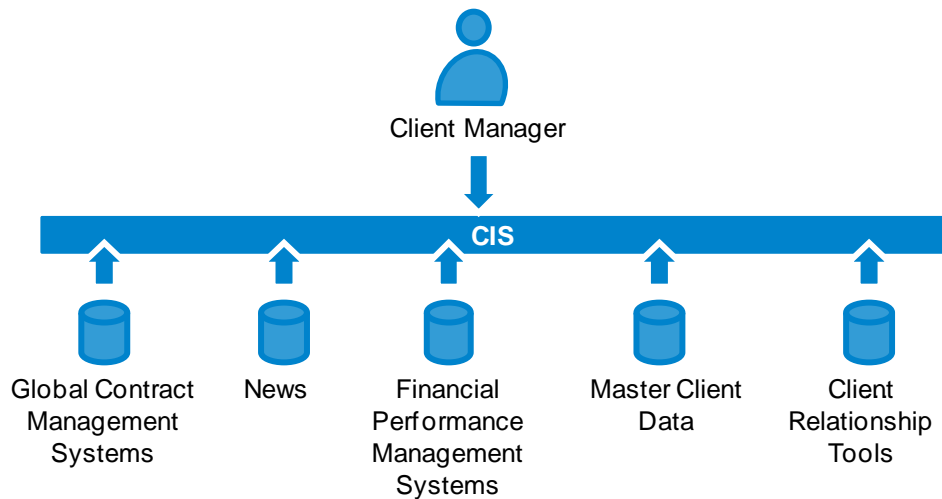 Client Manager
CIS
Global Contract
Management
Systems
News
Financial
Performance
Management
Systems
Master Client
Data
Client
Relationship
Tools